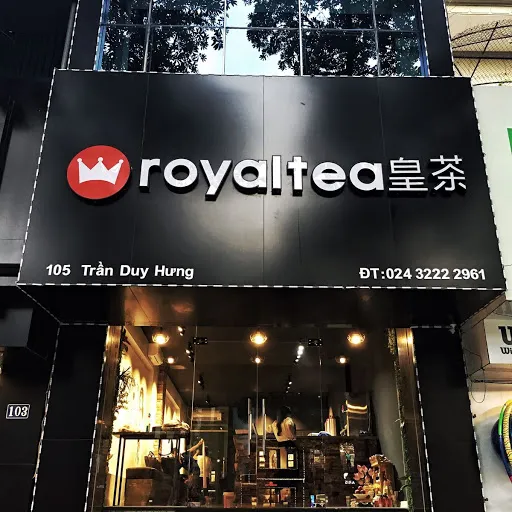 royaltea皇茶
105 Trần Duy Hưng
ĐT:024 3222 2961
103